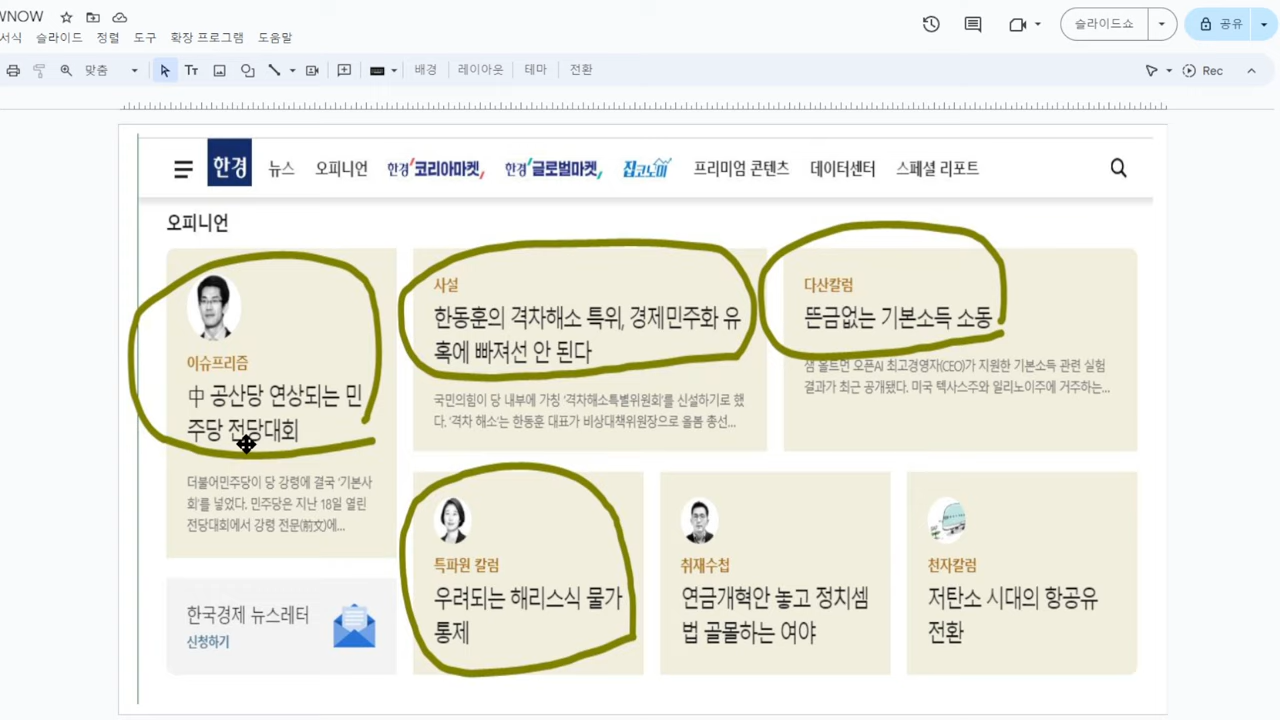 WNOW
서식 슬라이드 정렬 도구 확장 프로그램 도움말
슬라이드쇼
공유
맞춤
배경 레이아웃 테마 전환
Rec
한경 뉴스 오피니언 한경 코리아마켓 한경 글로벌마켓 집코노미 프리미엄 콘텐츠 데이터센터 스페셜 리포트
오피니언
이슈프리즘
中 공산당 연상되는 민
주당 전당대회
더불어민주당이 당 강령에 결국 '기본사
회'를 넣었다. 민주당은 지난 18일 열린
전당대회에서 강령 전문(前文)에...
사설
한동훈의 격차해소 특위, 경제민주화 유
혹에 빠져선 안 된다
국민의힘이 당 내부에 가칭 '격차해소특별위원회'를 신설하기로 했
다. '격차 해소'는 한동훈 대표가 비상대책위원장으로 올봄 총선...
다산칼럼
뜬금없는 기본소득 소동
샘 올트먼 오픈AI 최고경영자(CEO)가 지원한 기본소득 관련 실험
결과가 최근 공개됐다. 미국 텍사스주와 일리노이주에 거주하는...
특파원 칼럼
우려되는 해리스식 물가
통제
취재수첩
연금개혁안 놓고 정치셈
법 골몰하는 여야
천자칼럼
저탄소 시대의 항공유
전환
한국경제 뉴스레터
신청하기